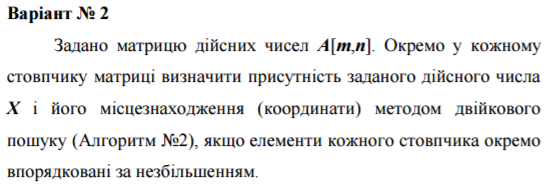 Варіант № 2
Задано матрицю дійсних чисел A[m,n]. Окремо у кожному
стовпчику матриці визначити присутність заданого дійсного числа
X і його місцезнаходження (координати) методом двійкового
пошуку (Алгоритм №2), якщо елементи кожного стовпчика окремо
впорядковані за незбільшенням.